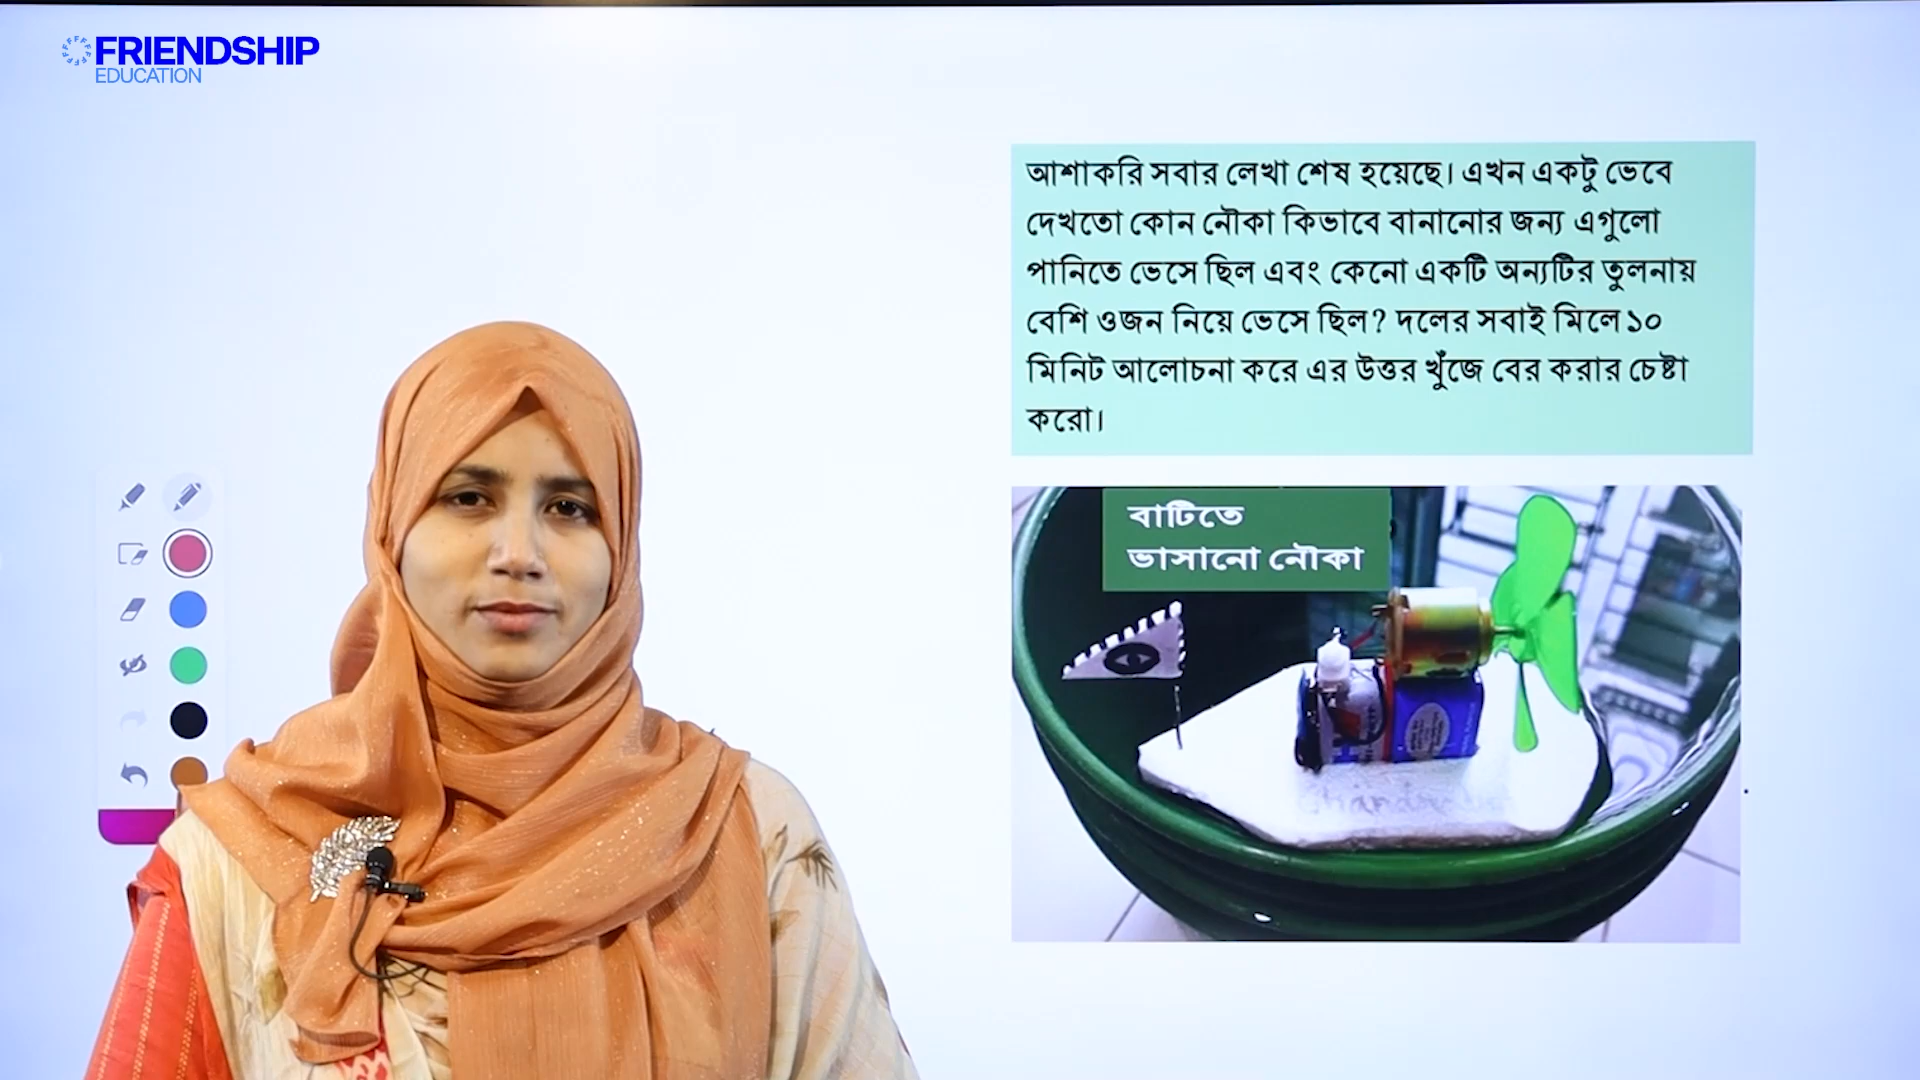 FRIENDSHIP
EDUCATION
আশাকরি সবার লেখা শেষ হয়েছে। এখন একটু ভেবে
দেখতো কোন নৌকা কিভাবে বানানোর জন্য এগুলো
পানিতে ভেসে ছিল এবং কেনো একটি অন্যটির তুলনায়
বেশি ওজন নিয়ে ভেসে ছিল? দলের সবাই মিলে ১০
মিনিট আলোচনা করে এর উত্তর খুঁজে বের করার চেষ্টা
করো।
বাটিতে
ভাসানো নৌকা